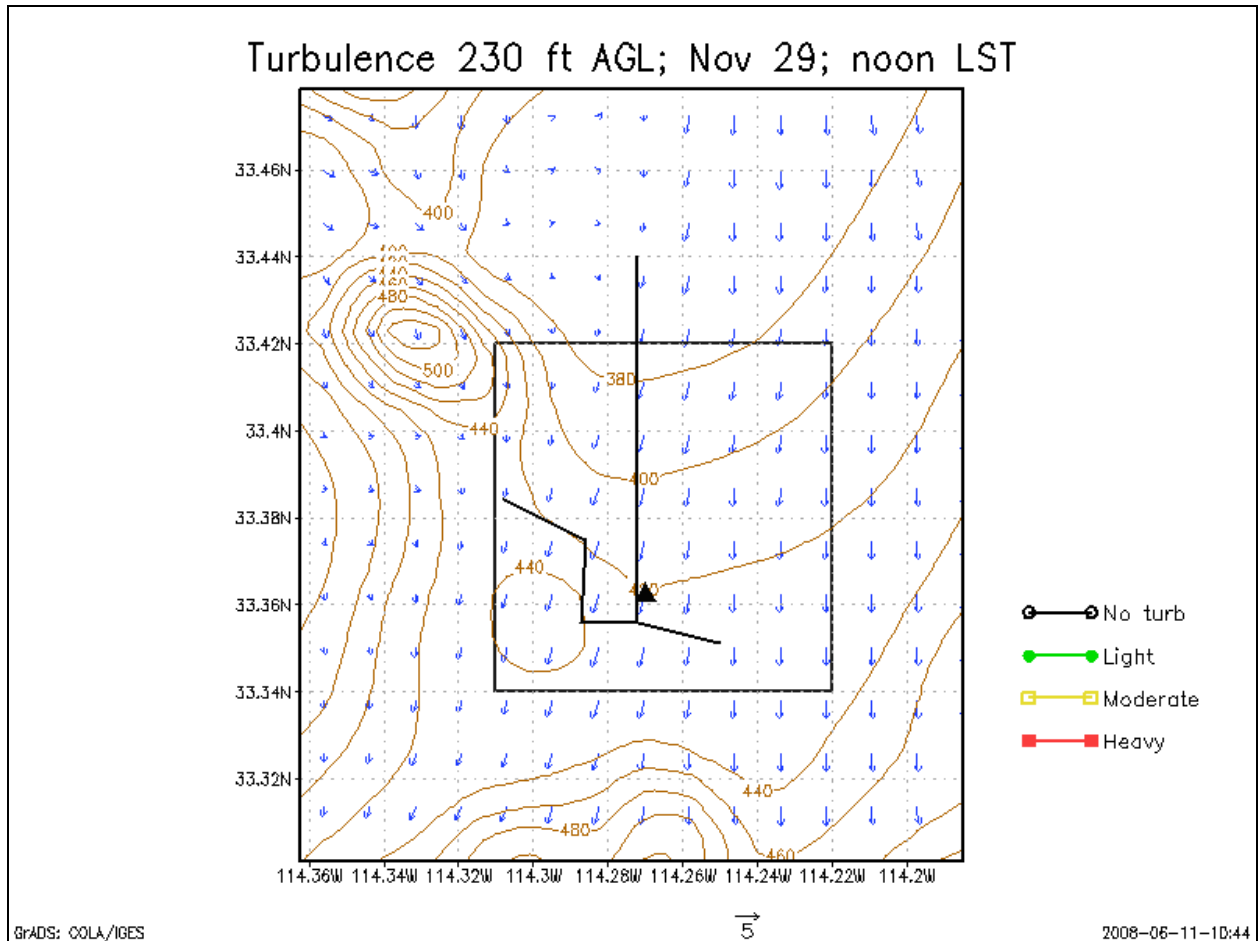 Turbulence 230 ft AGL; Nov 29; noon LST
33.46N
400
33.44N
480
33.42N
500
380
33.4N
440
400
33.38N
440
33.36N
No turb
Light
33.34N
Moderate
Heavy
33.32N
440
480
460
114.36W 114.34W 114.32W 114.3W 114.28W 114.26W 114.24W 114.22W 114.2W
5
GrADS: COLA/IGES
2008-06-11-10:44